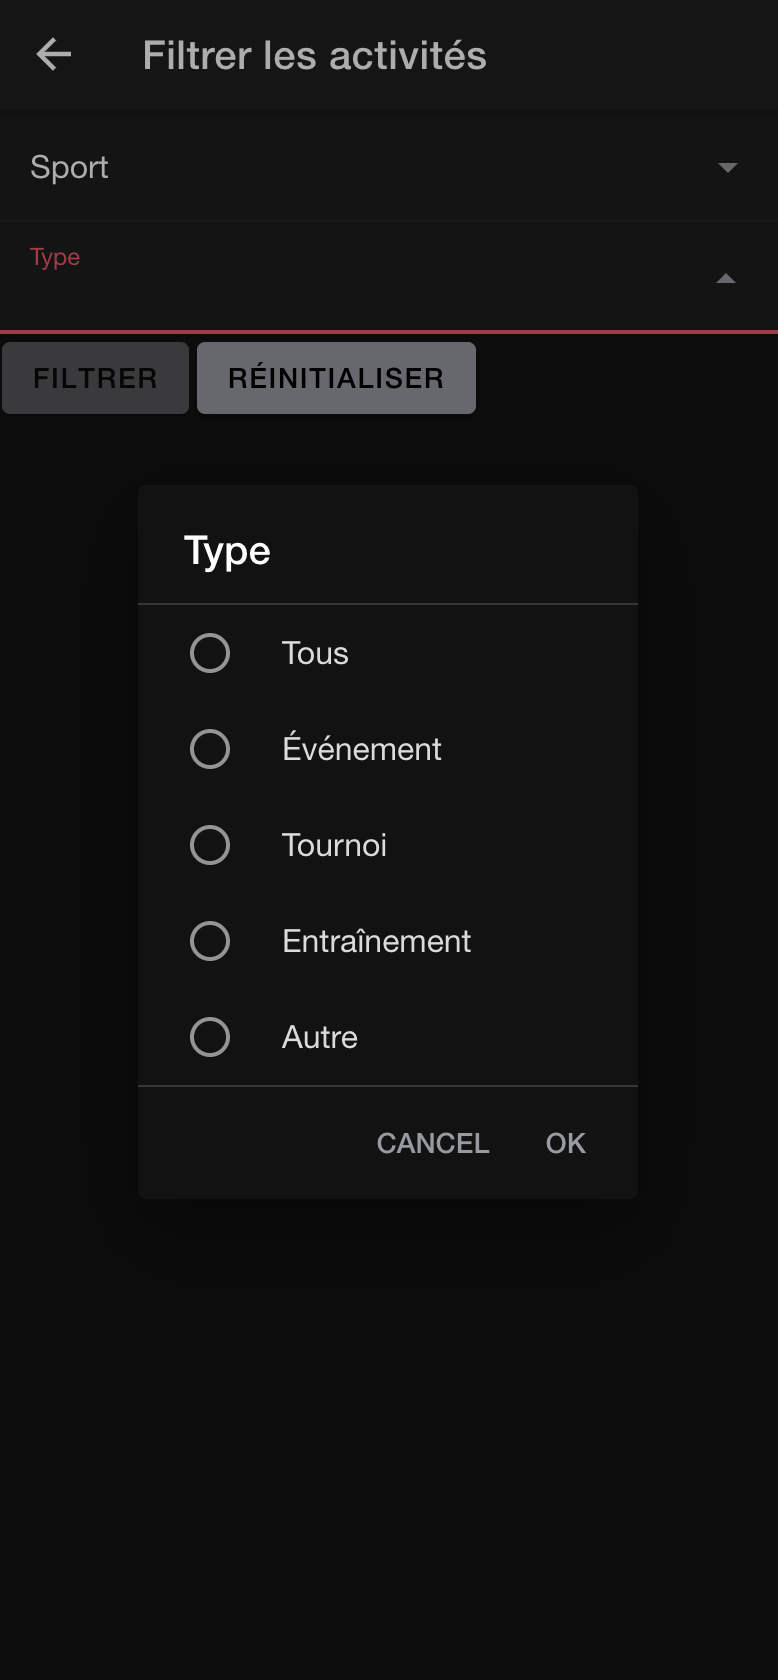 Filtrer les activités
Sport
Type
FILTRER RÉINITIALISER
Type
Tous
Événement
Tournoi
Entraînement
Autre
CANCEL OK